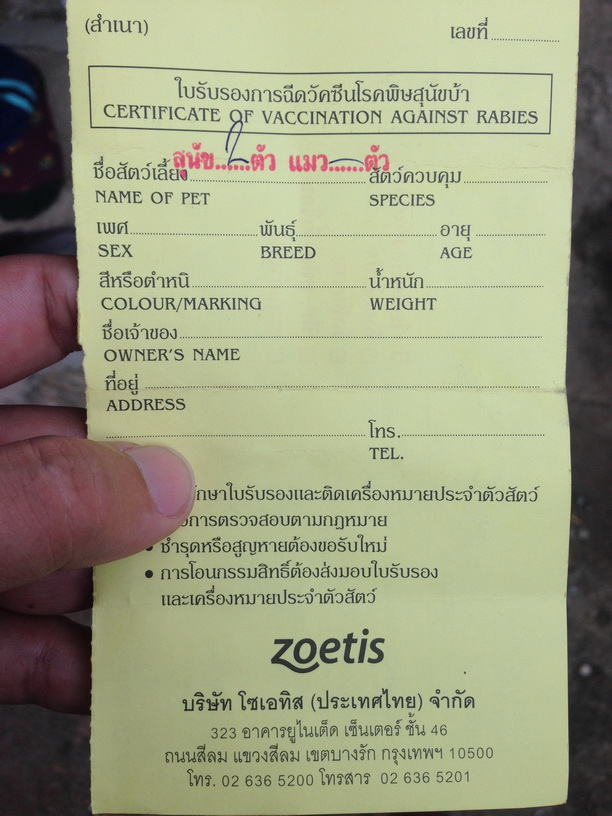 (สำเนา) เลขที่
ใบรับรองการฉีดวัคซีนโรคพิษสุนัขบ้า
CERTIFICATE OF VACCINATION AGAINST RABIES
สุนัข......2......ตัว แมว......-......ตัว
ชื่อสัตว์เลี้ยง สัตว์ควบคุม
NAME OF PET SPECIES
เพศ พันธุ์ อายุ
SEX BREED AGE
สีหรือตำหนิ น้ำหนัก
COLOUR/MARKING WEIGHT
ชื่อเจ้าของ
OWNER'S NAME
ที่อยู่
ADDRESS
โทร.
TEL.
ใบรับรองและติดเครื่องหมายประจำตัวสัตว์
การตรวจสอบตามกฎหมาย
• ชำรุดหรือสูญหายต้องขอรับใหม่
• การโอนกรรมสิทธิ์ต้องส่งมอบใบรับรอง
และเครื่องหมายประจำตัวสัตว์
zoetis
บริษัท โซเอทิส (ประเทศไทย) จำกัด
323 อาคารยูไนเต็ด เซ็นเตอร์ ชั้น 46
ถนนสีลม แขวงสีลม เขตบางรัก กรุงเทพฯ 10500
โทร. 02 636 5200 โทรสาร 02 636 5201